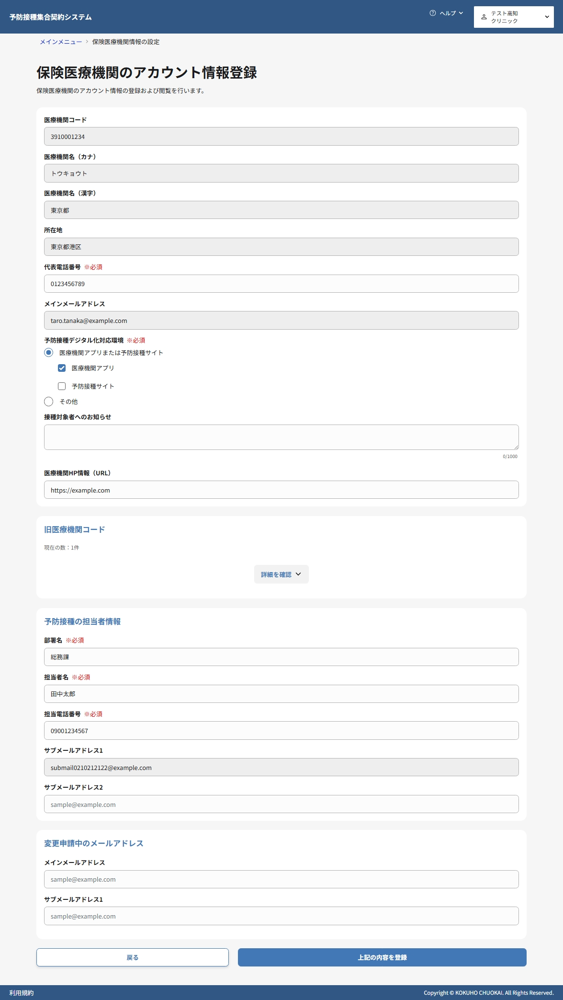 予防接種集合契約システム
ヘルプ
テスト高知
クリニック
メインメニュー > 保険医療機関情報の設定
保険医療機関のアカウント情報登録
保険医療機関のアカウント情報の登録および閲覧を行います。
医療機関コード
3910001234
医療機関名（カナ）
トウキョウト
医療機関名（漢字）
東京都
所在地
東京都港区
代表電話番号 ※必須
0123456789
メインメールアドレス
taro.tanaka@example.com
予防接種デジタル化対応環境 ※必須
医療機関アプリまたは予防接種サイト
医療機関アプリ
予防接種サイト
その他
接種対象者へのお知らせ
0/1000
医療機関HP情報（URL）
https://example.com
旧医療機関コード
現在の数：1件
詳細を確認
予防接種の担当者情報
部署名 ※必須
総務課
担当者名 ※必須
田中太郎
担当電話番号 ※必須
09001234567
サブメールアドレス1
submail0210212122@example.com
サブメールアドレス2
sample@example.com
変更申請中のメールアドレス
メインメールアドレス
sample@example.com
サブメールアドレス1
sample@example.com
戻る
上記の内容を登録
利用規約
Copyright © KOKUHO CHUOKAI. All Rights Reserved.